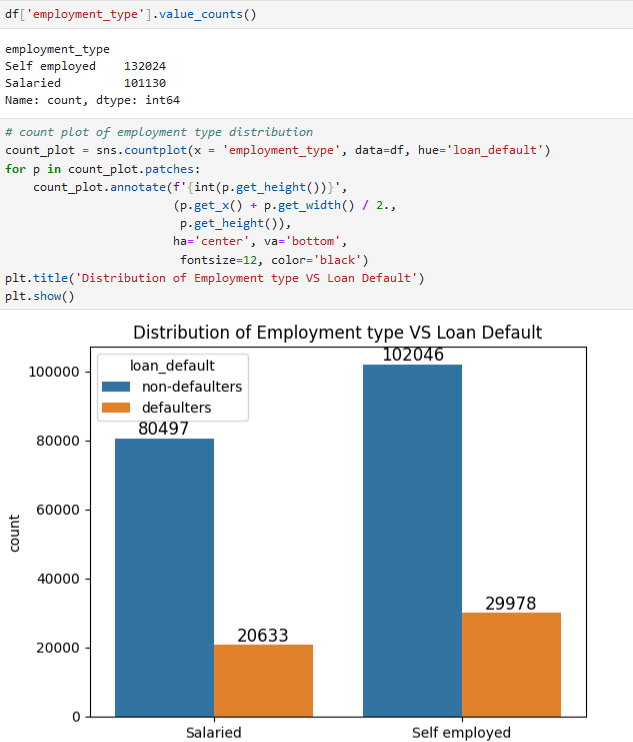 df['employment_type'].value_counts()
employment_type
Self employed    132024
Salaried         101130
Name: count, dtype: int64
# count plot of employment type distribution
count_plot = sns.countplot(x = 'employment_type', data=df, hue='loan_default')
for p in count_plot.patches:
    count_plot.annotate(f'{int(p.get_height())}',
                       (p.get_x() + p.get_width() / 2.,
                        p.get_height()),
                       ha='center', va='bottom',
                        fontsize=12, color='black')
plt.title('Distribution of Employment type VS Loan Default')
plt.show()
Distribution of Employment type VS Loan Default
102046
loan_default
100000
non-defaulters
defaulters
80497
80000
60000
count
40000
29978
20633
20000
0
Salaried
Self employed